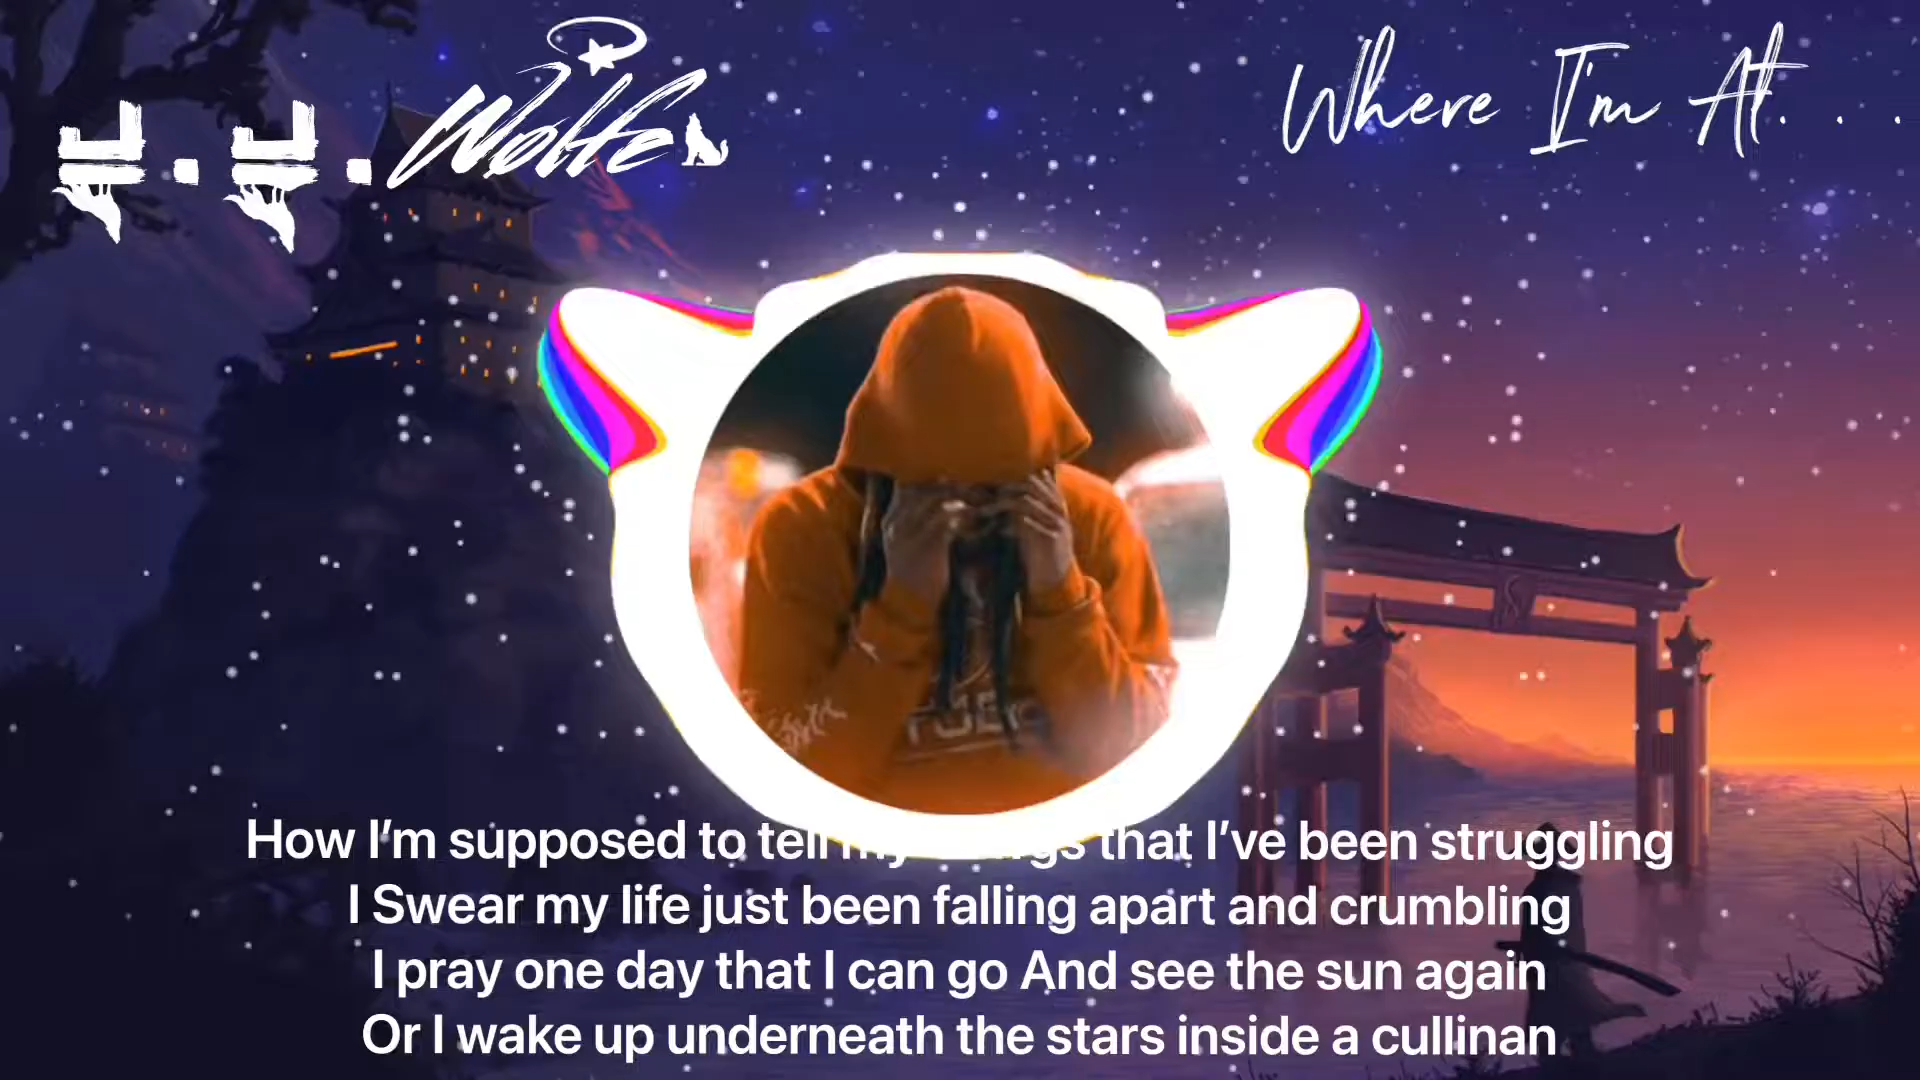 Wolfe
Where I'm At. . .
How I'm supposed to tell my that I've been struggling
I Swear my life just been falling apart and crumbling
I pray one day that I can go And see the sun again
Or I wake up underneath the stars inside a cullinan